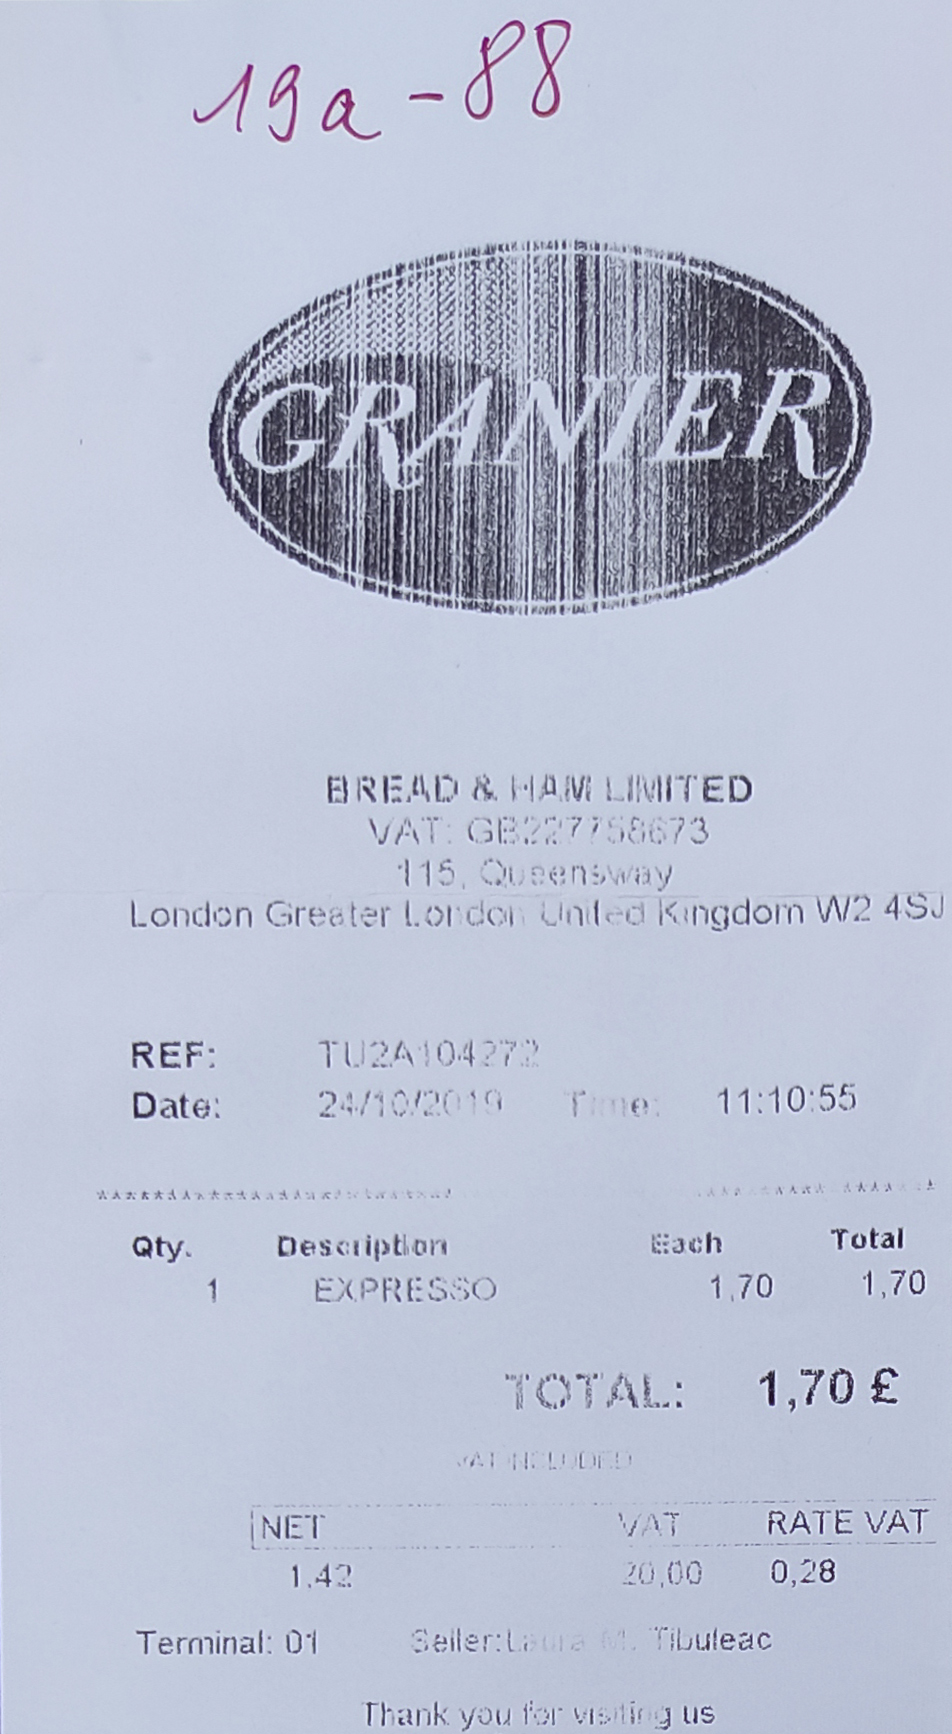 19a - 88
GRANIER
BREAD & HAM LIMITED
VAT: GB227758673
115, Queensway
London Greater London United Kingdom W2 4SJ
REF: TU2A104272
Date: 24/10/2019 Time: 11:10:55
Qty. Description Each Total
1 EXPRESSO 1,70 1,70
TOTAL: 1,70 £
VAT INCLUDED
NET VAT RATE VAT
1,42 20,00 0,28
Terminal: 01 Seller:Laura M. Tibuleac
Thank you for visiting us